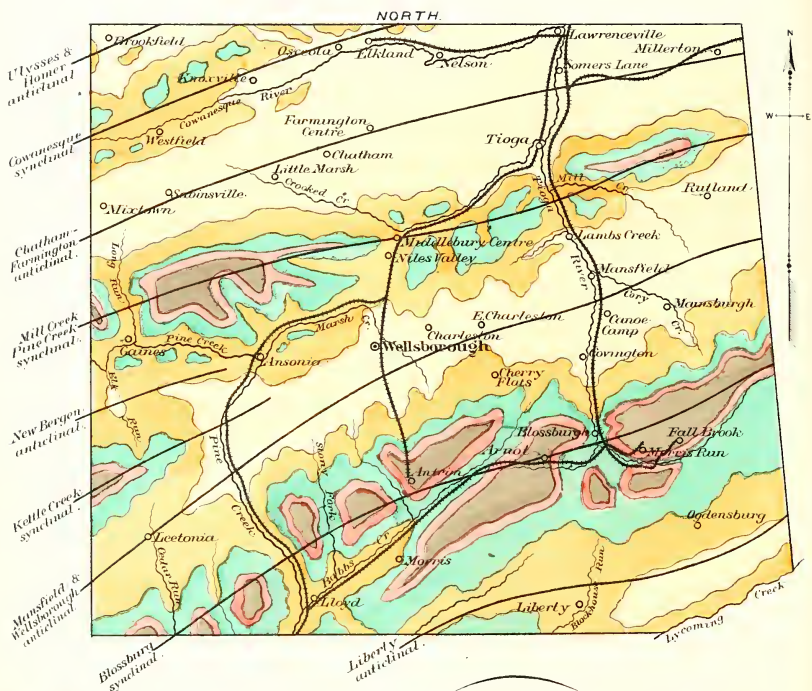 NORTH.
Brookfield
Osceola
Elkland
Nelson
Lawrenceville
Millerton
N
Ulysses &
Homer
anticlinal
Knoxville
Somers Lane
Cowanesque
River
W
E
Cowanesque
synclinal
Westfield
Farmington
Centre
Chatham
Tioga
Little Marsh
Crooked
Cr
Mill
Cr
Tioga
Rutland
Sabinsville
Mixtown
Chatham-
Farmington
anticlinal.
Long
Run
Middlebury Centre
Niles Valley
Lambs Creek
River
Mansfield
Cory
Cr
Mainsburgh
Mill Creek
Pine Creek
synclinal.
Gaines
Pine Creek
Marsh
Cr
Ansonia
Charleston
E. Charleston
Canoe
Camp
Wellsborough
Covington
Cherry
Flats
Elk
Run
New Bergen
anticlinal.
Pine
Creek
Blossburgh
Fall Brook
Arnot
Morris Run
Stony
Fork
Antrim
Kettle Creek
synclinal.
Leetonia
Cedar Run
Babbs
Cr
Morris
Ogdensburg
Mansfield &
Wellsborough
anticlinal.
Lloyd
Liberty
Blockhouse
Run
Lycoming
Creek
Blossburg
synclinal.
Liberty
anticlinal.